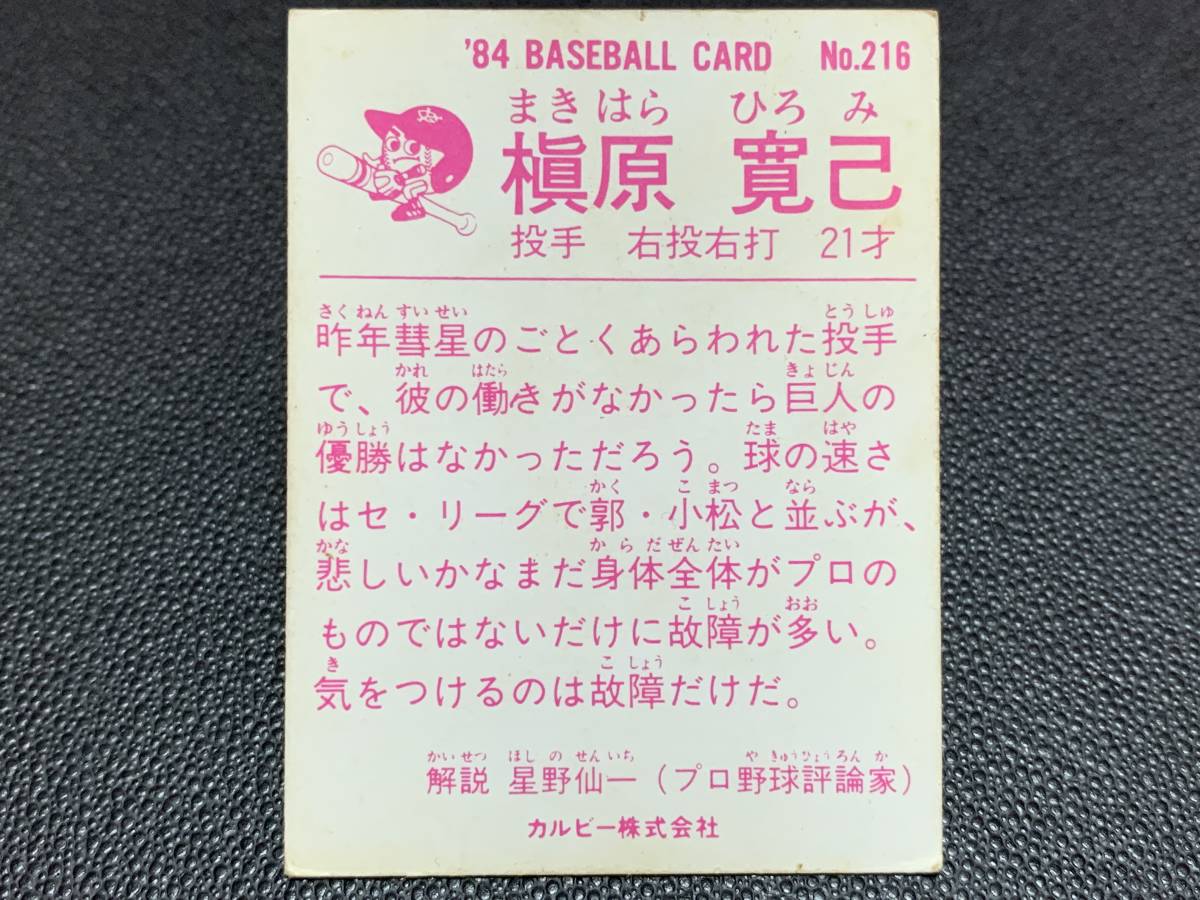 '84 BASEBALL CARD No.216
まきはら ひろみ
槇原 寛己
投手 右投右打 21才
さくねんすいせい とうしゅ
昨年彗星のごとくあらわれた投手
かれ はたら きょじん
で、彼の働きがなかったら巨人の
ゆうしょう たま はや
優勝はなかっただろう。球の速さ
かく こまつ なら
はセ・リーグで郭・小松と並ぶが、
かな からだぜんたい
悲しいかなまだ身体全体がプロの
こしょう おお
ものではないだけに故障が多い。
き こしょう
気をつけるのは故障だけだ。
かいせつ ほしのせんいち やきゅうひょうろんか
解説 星野仙一(プロ野球評論家)
カルビー株式会社